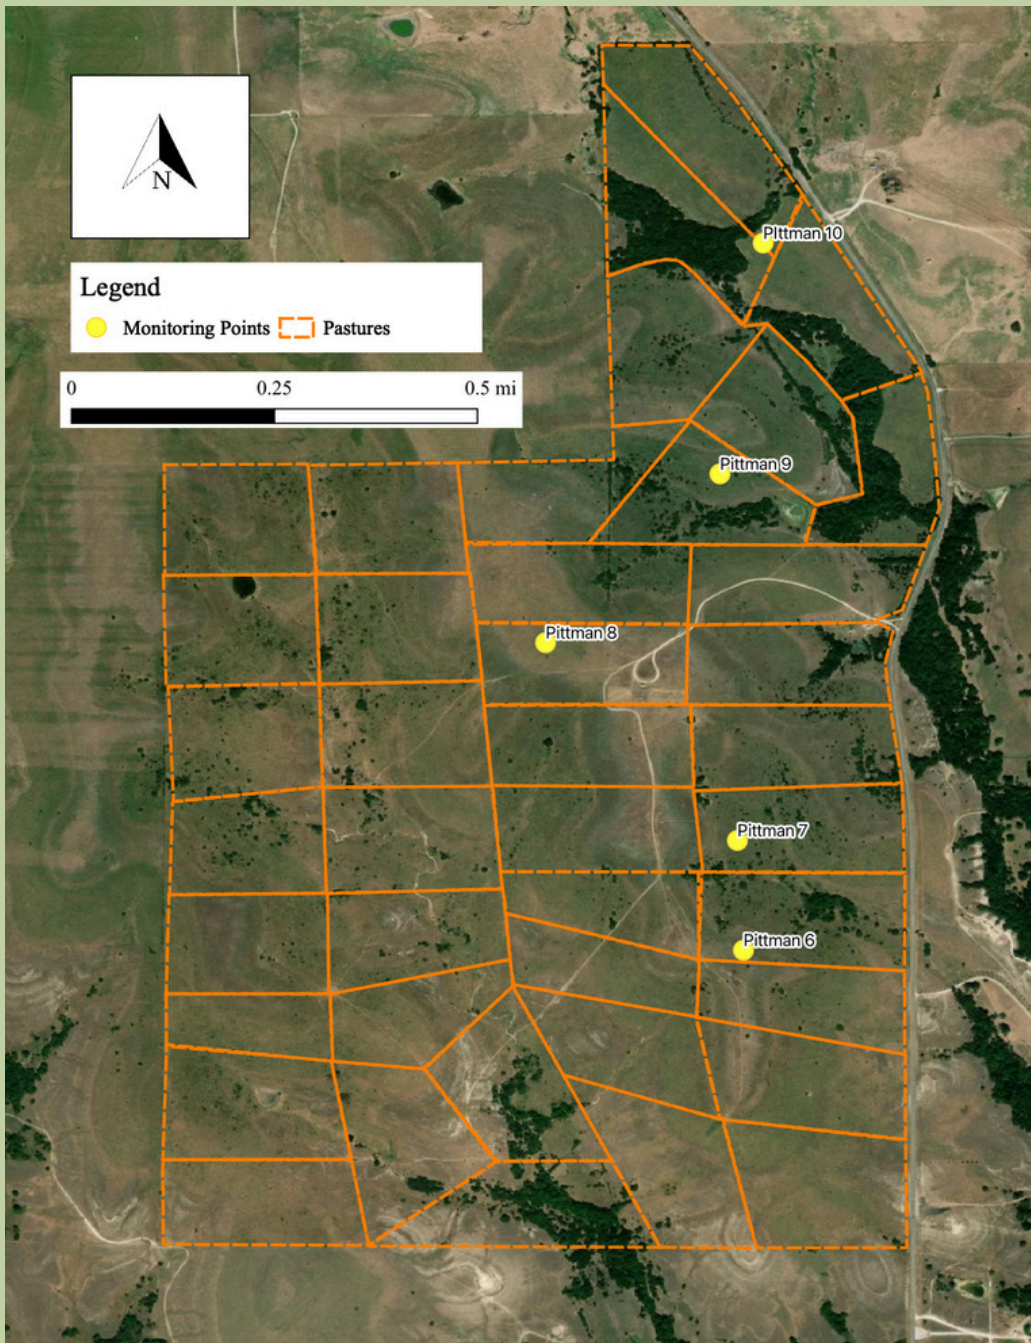 N
Legend
Monitoring Points
Pastures
0 0.25 0.5 mi
PIttman 10
Pittman 9
Pittman 8
Pittman 7
Pittman 6